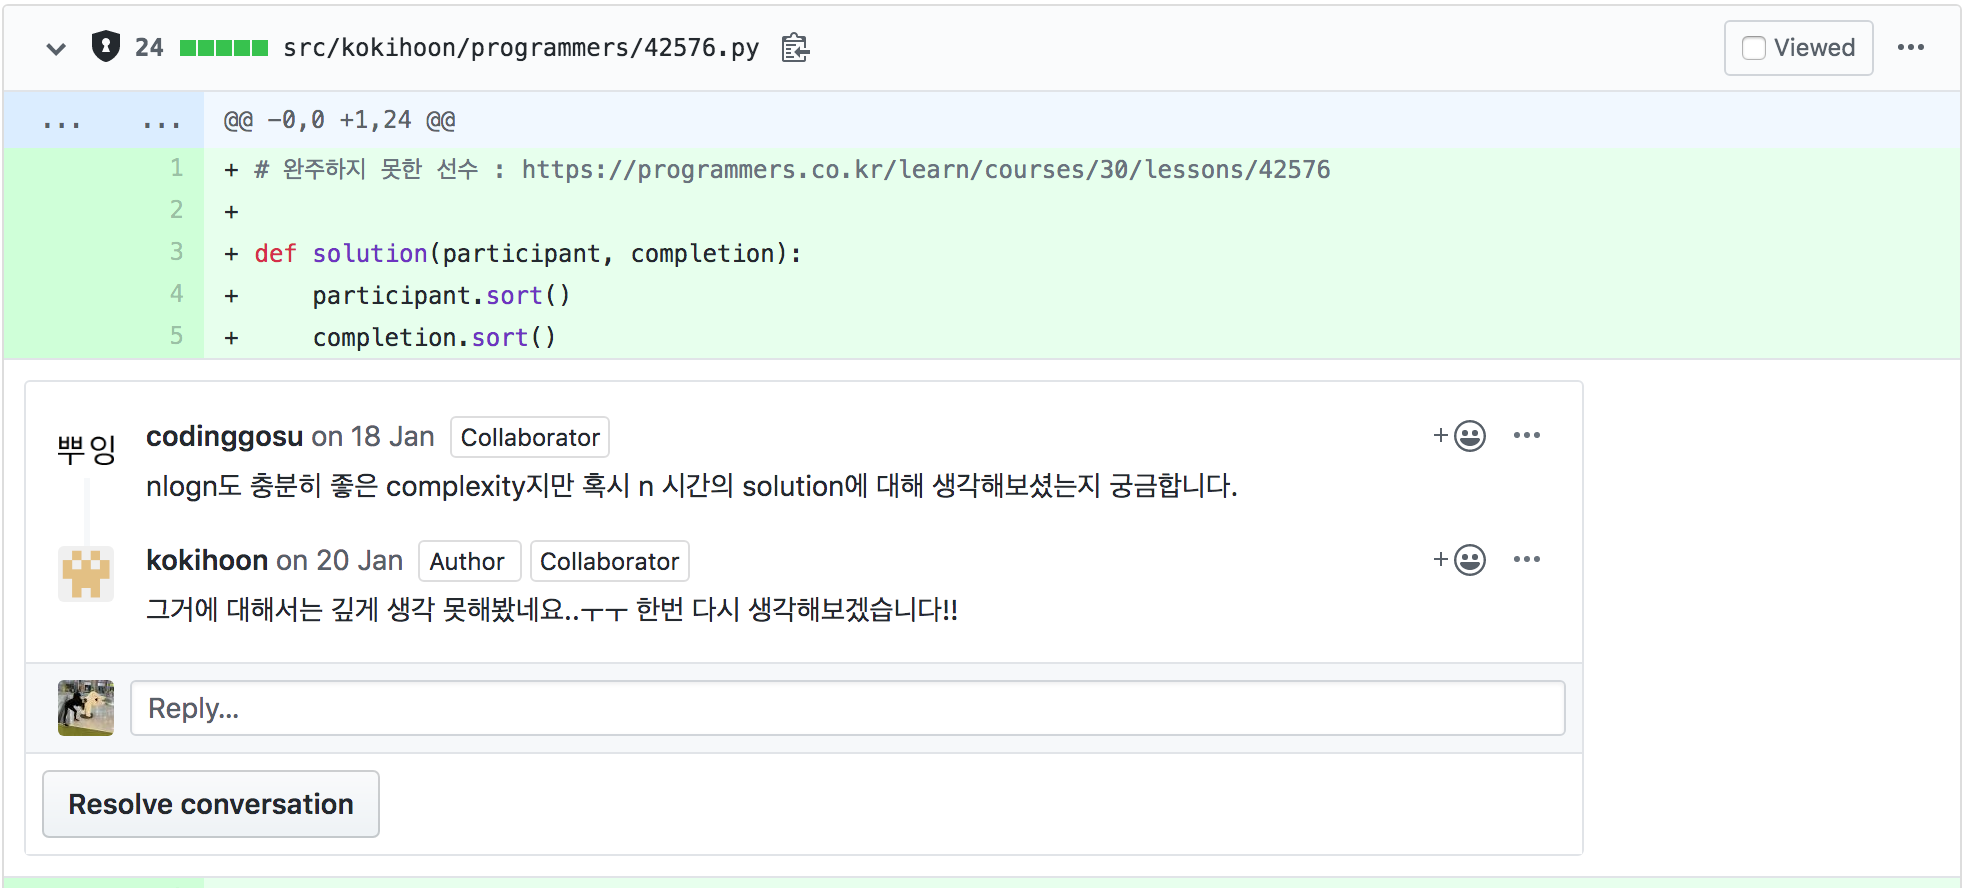 24 src/kokihoon/programmers/42576.py Viewed
... ... @@ -0,0 +1,24 @@
1 + # 완주하지 못한 선수 : https://programmers.co.kr/learn/courses/30/lessons/42576
2 +
3 + def solution(participant, completion):
4 + participant.sort()
5 + completion.sort()
뿌잉 codinggosu on 18 Jan Collaborator
nlogn도 충분히 좋은 complexity지만 혹시 n 시간의 solution에 대해 생각해보셨는지 궁금합니다.
kokihoon on 20 Jan Author Collaborator
그거에 대해서는 깊게 생각 못해봤네요..ㅜㅜ 한번 다시 생각해보겠습니다!!
Reply...
Resolve conversation